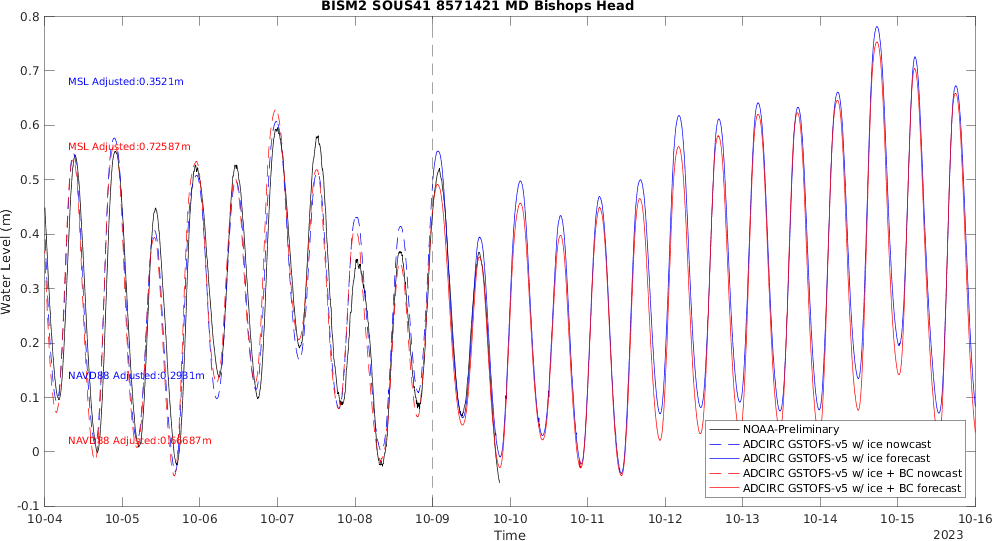 BISM2 SOUS41 8571421 MD Bishops Head
Water Level (m)
0.8
0.7
0.6
0.5
0.4
0.3
0.2
0.1
0
-0.1
MSL Adjusted:0.3521m
MSL Adjusted:0.72587m
NAVD88 Adjusted:0.2931m
NAVD88 Adjusted:0.66687m
NOAA-Preliminary
ADCIRC GSTOFS-v5 w/ ice nowcast
ADCIRC GSTOFS-v5 w/ ice forecast
ADCIRC GSTOFS-v5 w/ ice + BC nowcast
ADCIRC GSTOFS-v5 w/ ice + BC forecast
10-04 10-05 10-06 10-07 10-08 10-09 10-10 10-11 10-12 10-13 10-14 10-15 10-16
Time
2023